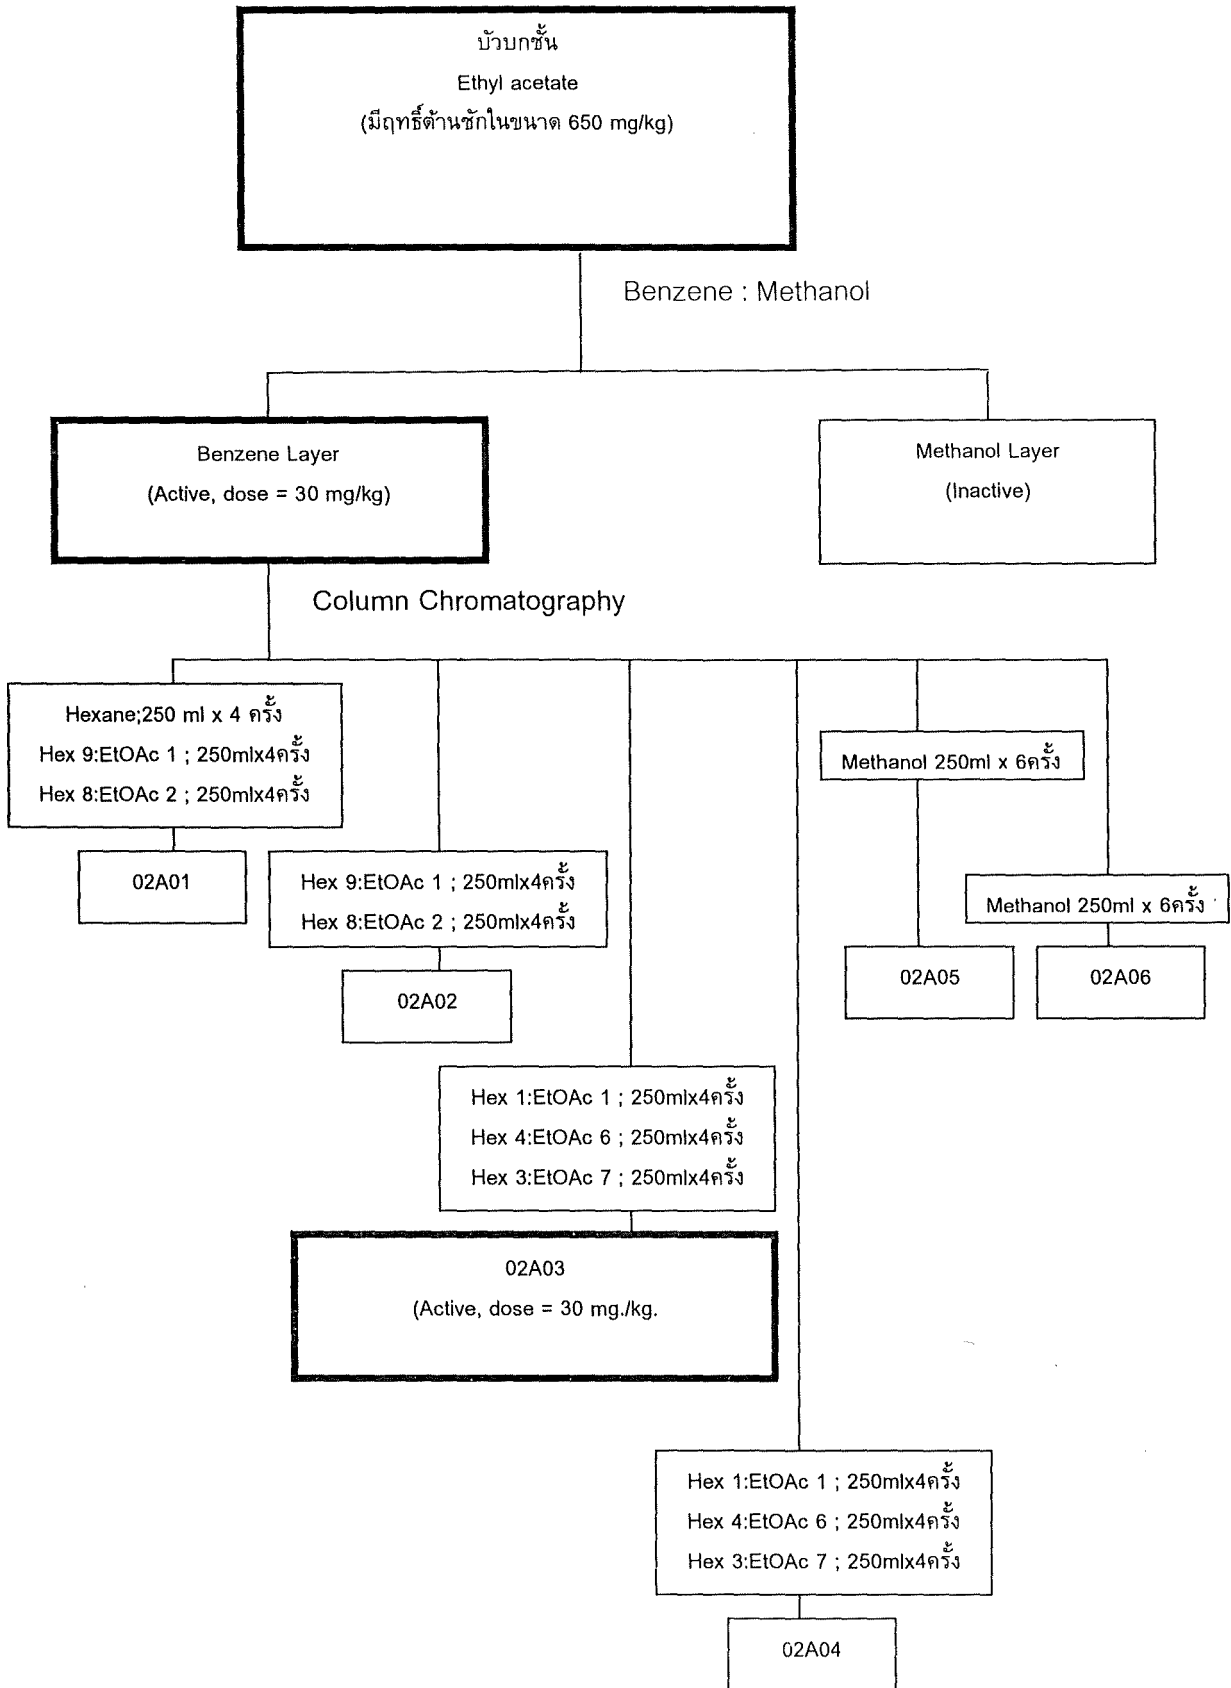 บัวบกชั้น
Ethyl acetate
(มีฤทธิ์ต้านชักในขนาด 650 mg/kg)
Benzene : Methanol
Benzene Layer
(Active, dose = 30 mg/kg)
Methanol Layer
(Inactive)
Column Chromatography
Hexane;250 ml x 4 ครั้ง
Hex 9:EtOAc 1 ; 250mlx4ครั้ง
Hex 8:EtOAc 2 ; 250mlx4ครั้ง
02A01
Hex 9:EtOAc 1 ; 250mlx4ครั้ง
Hex 8:EtOAc 2 ; 250mlx4ครั้ง
02A02
Methanol 250ml x 6ครั้ง
02A05
Methanol 250ml x 6ครั้ง
02A06
Hex 1:EtOAc 1 ; 250mlx4ครั้ง
Hex 4:EtOAc 6 ; 250mlx4ครั้ง
Hex 3:EtOAc 7 ; 250mlx4ครั้ง
02A03
(Active, dose = 30 mg./kg.
Hex 1:EtOAc 1 ; 250mlx4ครั้ง
Hex 4:EtOAc 6 ; 250mlx4ครั้ง
Hex 3:EtOAc 7 ; 250mlx4ครั้ง
02A04